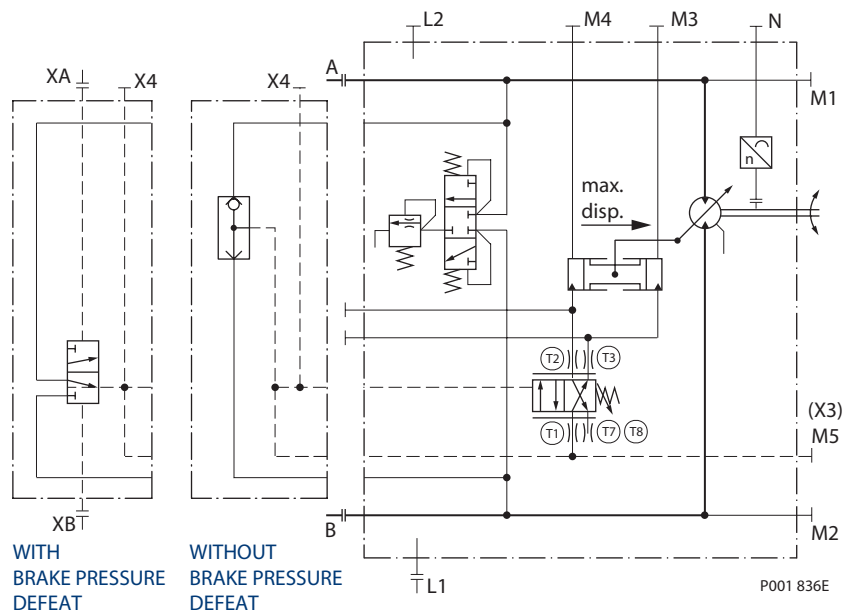 L2
M4
M3
N
XA
X4
X4
A
M1
n
max.
disp.
T2
T3
T1
T7
T8
(X3)
M5
XB
B
M2
L1
WITH
BRAKE PRESSURE
DEFEAT
WITHOUT
BRAKE PRESSURE
DEFEAT
P001 836E